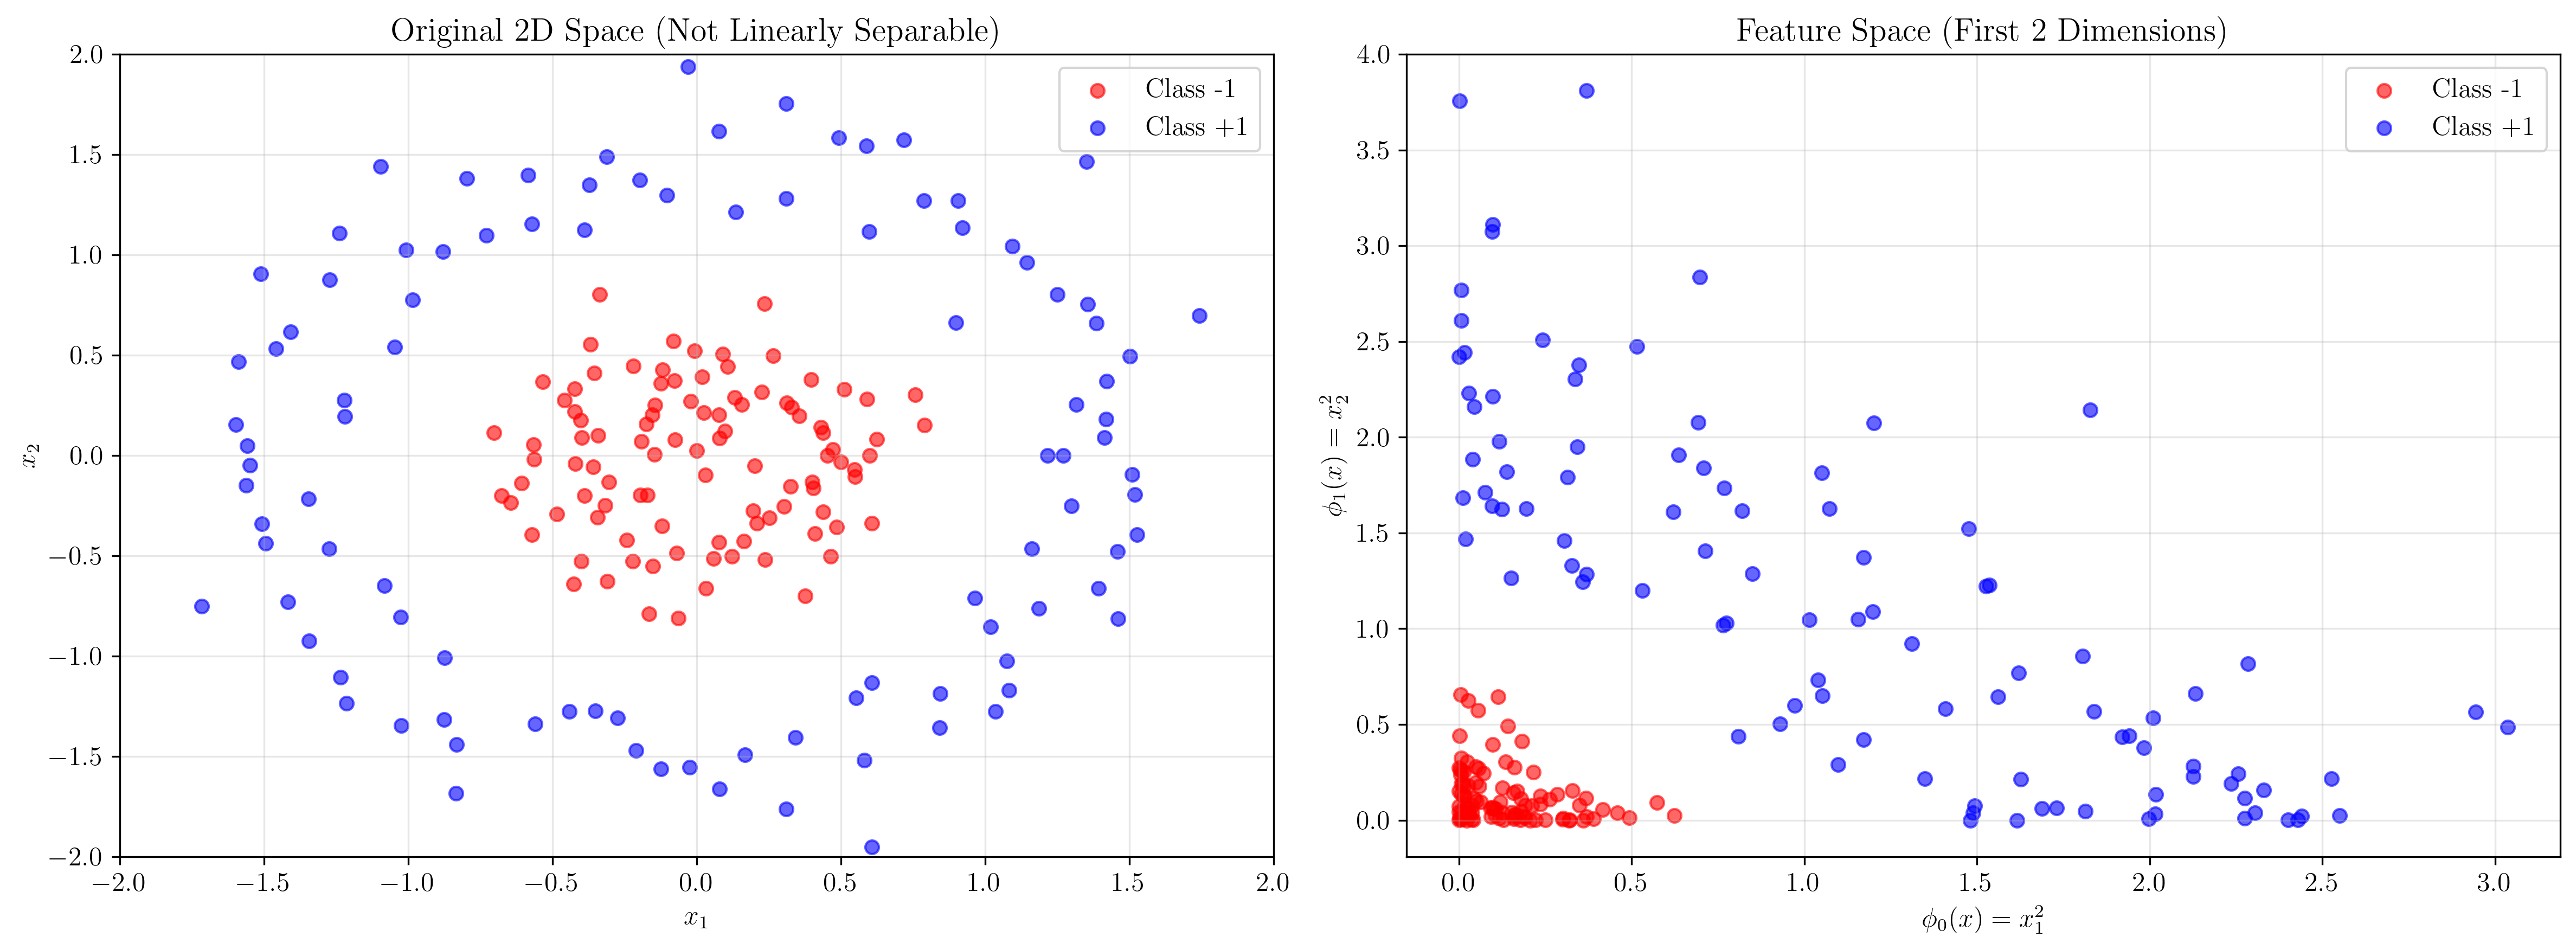 Original 2D Space (Not Linearly Separable)
Class -1
Class +1
2.0
1.5
1.0
0.5
0.0
−0.5
−1.0
−1.5
−2.0
x₂
−2.0 −1.5 −1.0 −0.5 0.0 0.5 1.0 1.5 2.0
x₁
Feature Space (First 2 Dimensions)
Class -1
Class +1
4.0
3.5
3.0
2.5
2.0
1.5
1.0
0.5
0.0
ϕ₁(x) = x₂²
0.0 0.5 1.0 1.5 2.0 2.5 3.0
ϕ₀(x) = x₁²